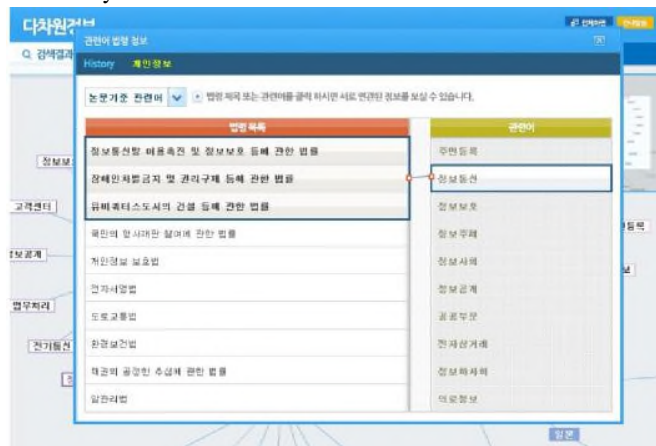 다차원정보
전체화면
검색결과
관련어 법령 정보
History 개인정보
논문기준 관련어
법령 제목 또는 관련어를 클릭 하시면 서로 연관된 정보를 보실 수 있습니다.
법령목록 관련어
정보통신망 이용촉진 및 정보보호 등에 관한 법률 주민등록
장애인차별금지 및 권리구제 등에 관한 법률 정보통신
유비쿼터스도시의 건설 등에 관한 법률 정보보호
국민의 형사재판 참여에 관한 법률 정보주체
개인정보 보호법 정보사회
전자서명법 정보공개
도로교통법 공공부문
환경보건법 전자상거래
채권의 공정한 추심에 관한 법률 정보화사회
암관리법 의료정보
고객센터
업무처리
전기통신
일본